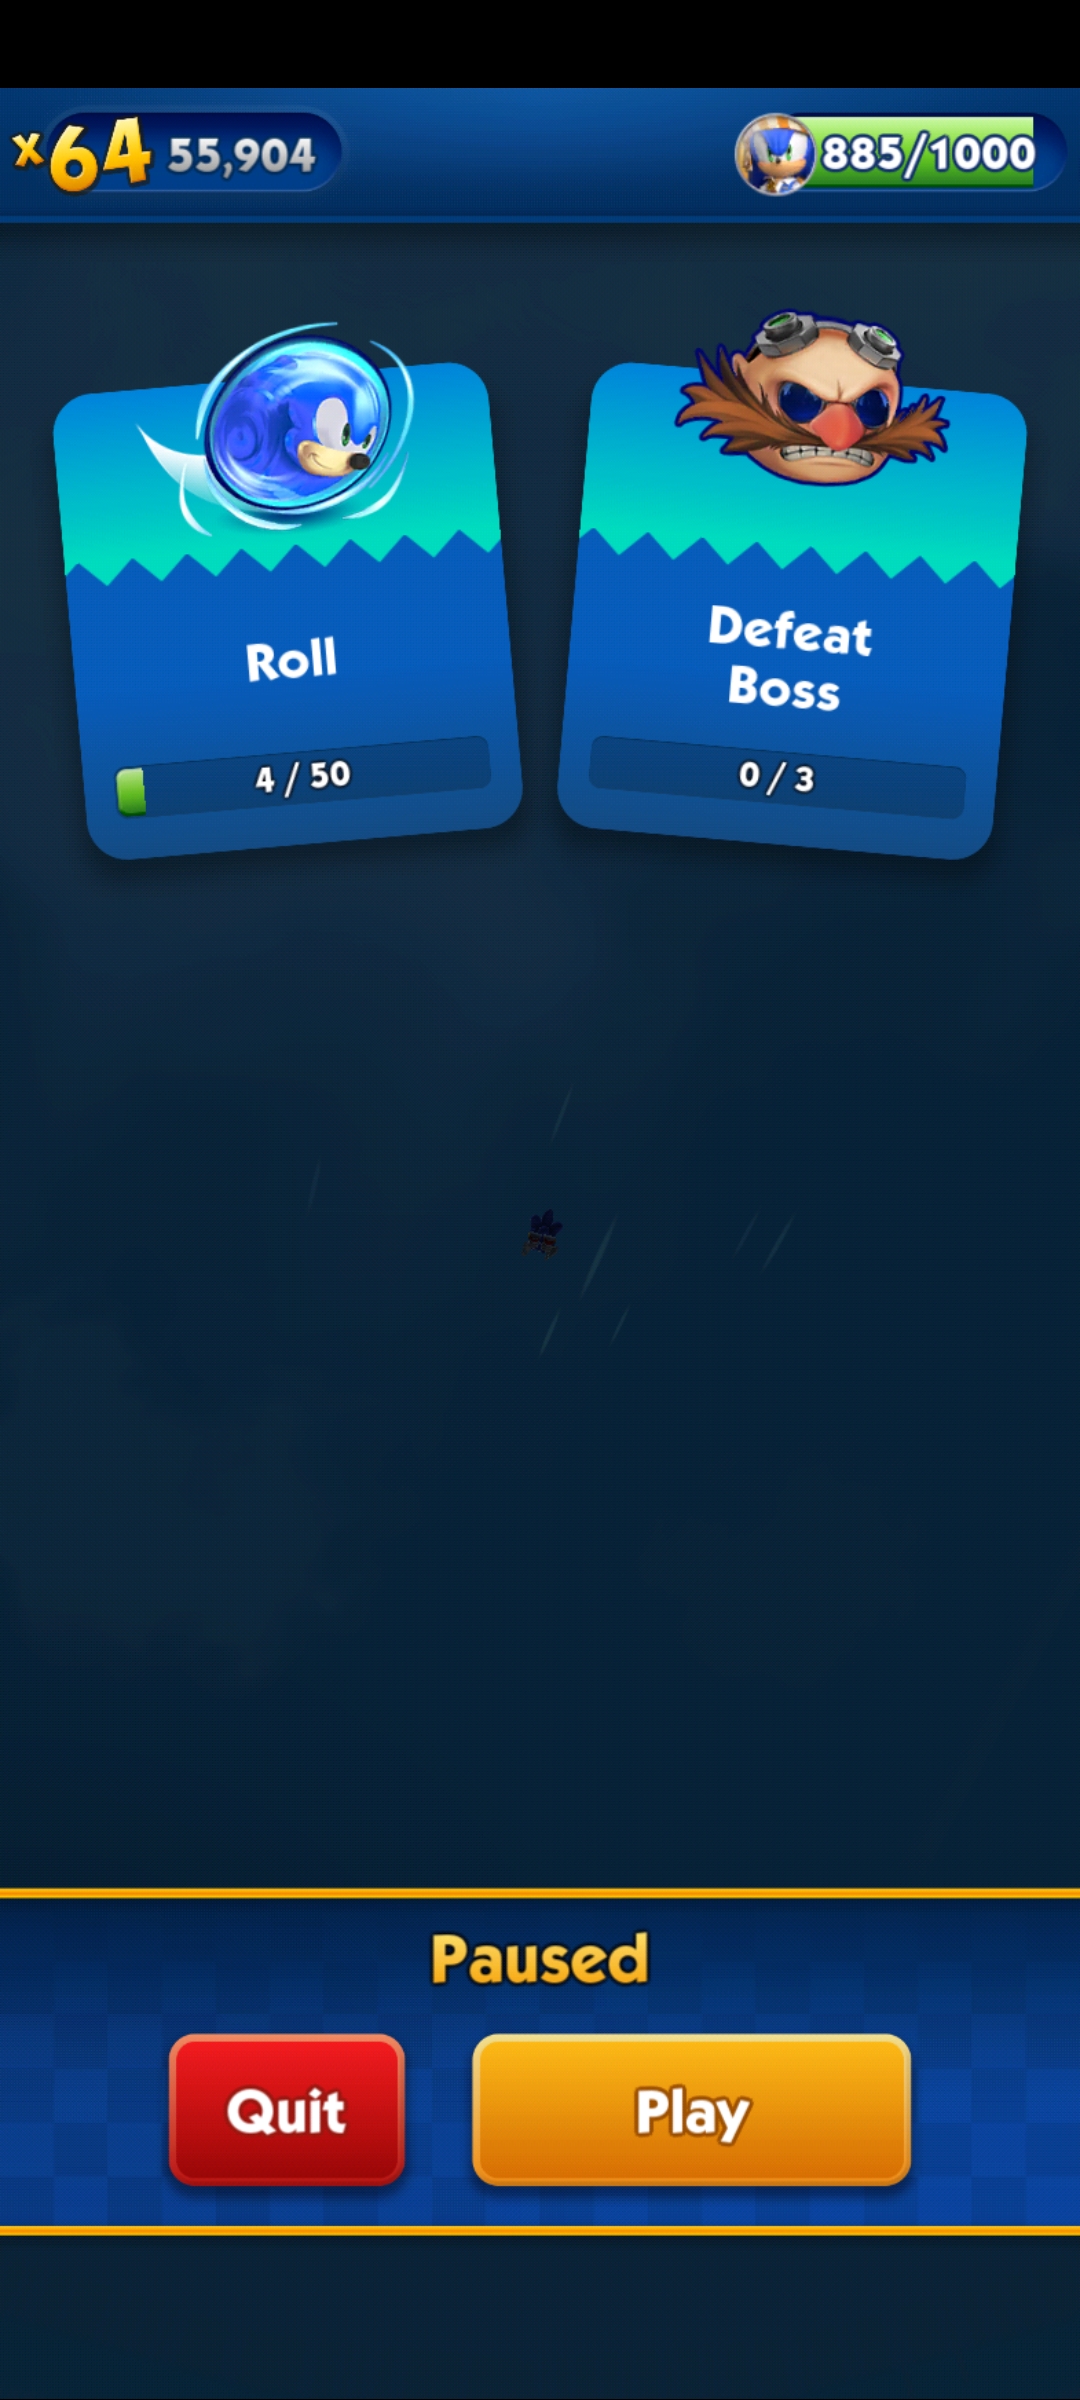 x64 55,904
885/1000
Roll
4 / 50
Defeat
Boss
0 / 3
Paused
Quit
Play